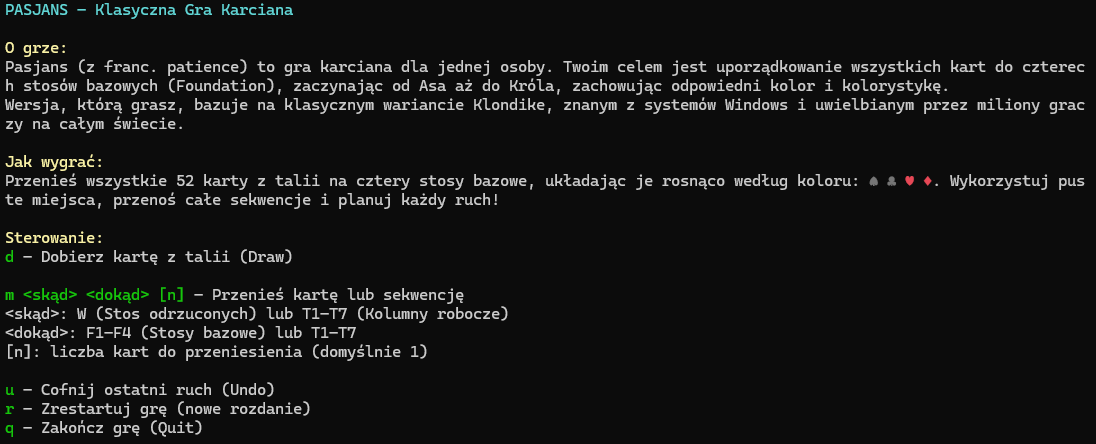 PASJANS – Klasyczna Gra Karciana
O grze:
Pasjans (z franc. patience) to gra karciana dla jednej osoby. Twoim celem jest uporządkowanie wszystkich kart do czterec
h stosów bazowych (Foundation), zaczynając od Asa aż do Króla, zachowując odpowiedni kolor i kolorystykę.
Wersja, którą grasz, bazuje na klasycznym wariancie Klondike, znanym z systemów Windows i uwielbianym przez miliony grac
zy na całym świecie.
Jak wygrać:
Przenieś wszystkie 52 karty z talii na cztery stosy bazowe, układając je rosnąco według koloru: ♠ ♣ ♥ ♦. Wykorzystuj pus
te miejsca, przenoś całe sekwencje i planuj każdy ruch!
Sterowanie:
d – Dobierz kartę z talii (Draw)
m <skąd> <dokąd> [n] – Przenieś kartę lub sekwencję
<skąd>: W (Stos odrzuconych) lub T1–T7 (Kolumny robocze)
<dokąd>: F1–F4 (Stosy bazowe) lub T1–T7
[n]: liczba kart do przeniesienia (domyślnie 1)
u – Cofnij ostatni ruch (Undo)
r – Zrestartuj grę (nowe rozdanie)
q – Zakończ grę (Quit)